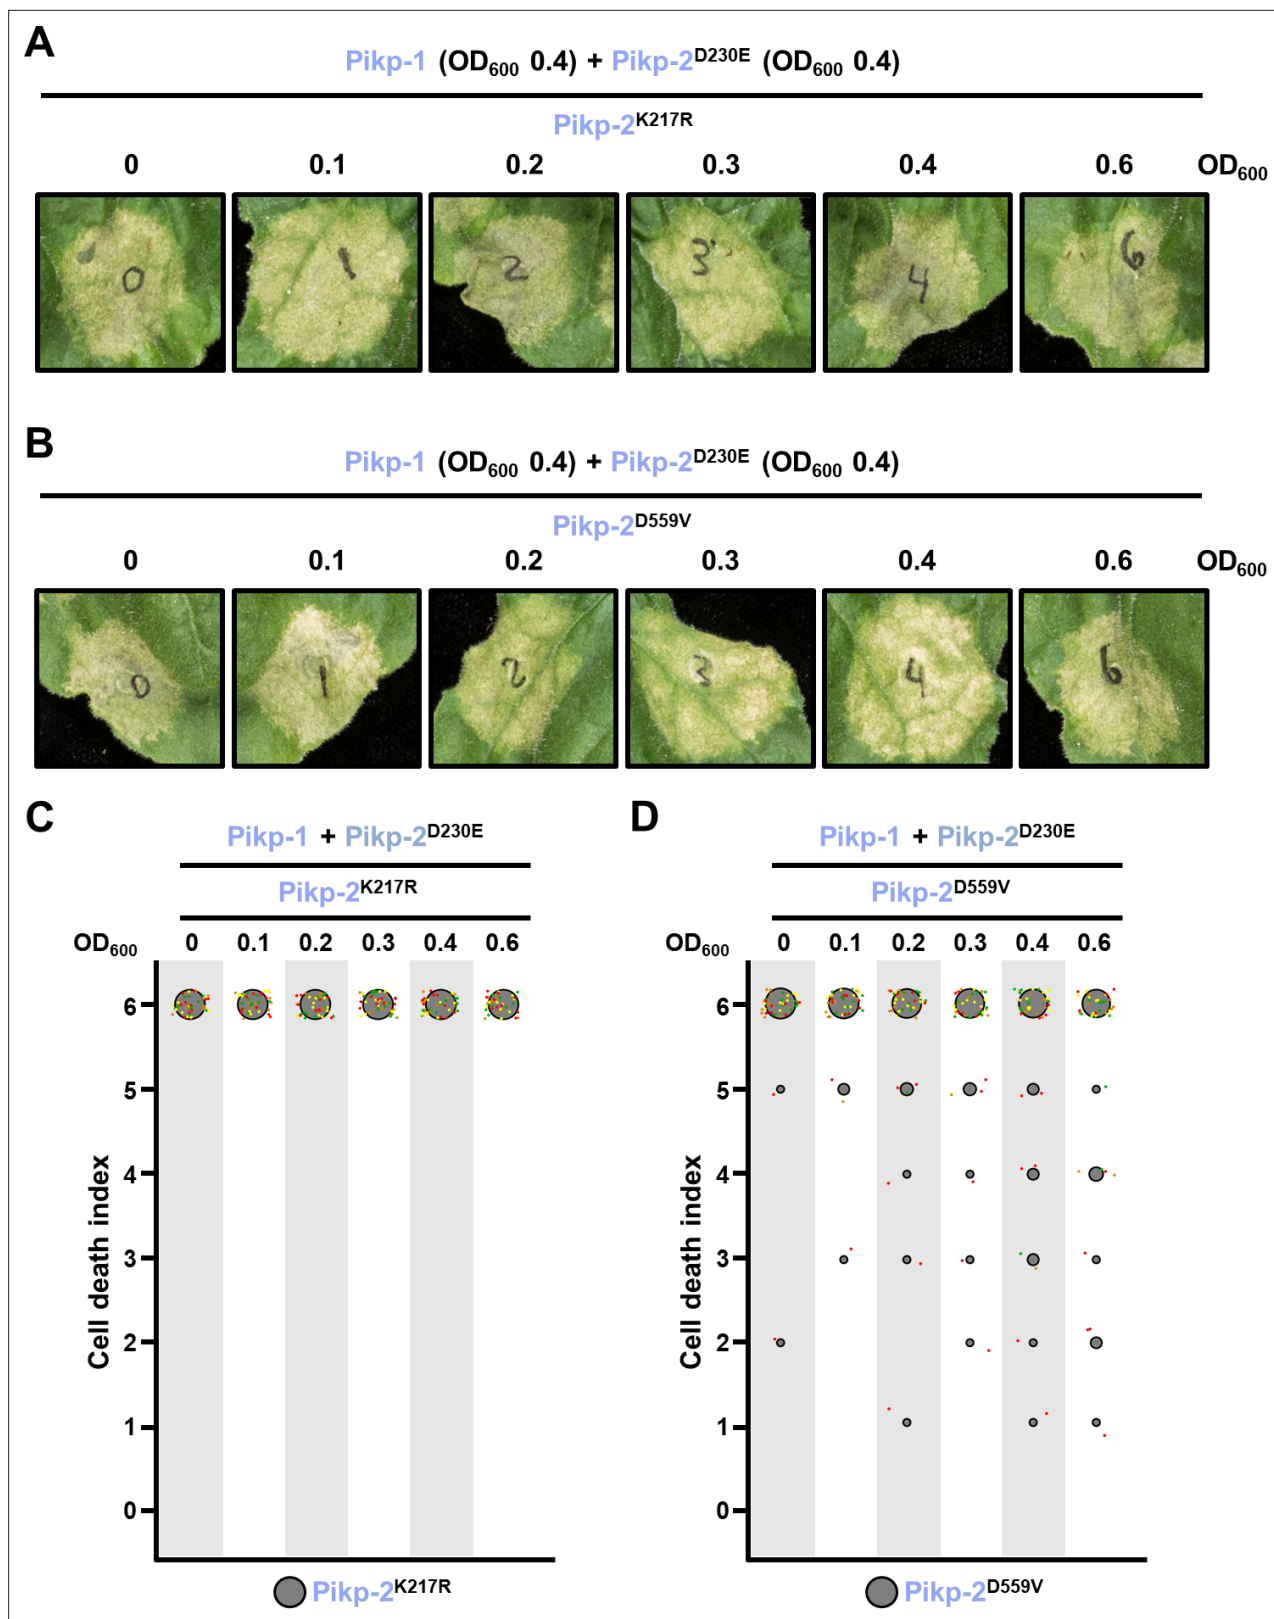 A
Pikp-1 (OD600 0.4) + Pikp-2D230E (OD600 0.4)
Pikp-2K217R
0 0.1 0.2 0.3 0.4 0.6 OD600
0 1 2 3 4 6
B
Pikp-1 (OD600 0.4) + Pikp-2D230E (OD600 0.4)
Pikp-2D559V
0 0.1 0.2 0.3 0.4 0.6 OD600
0 1 2 3 4 6
C
Pikp-1 + Pikp-2D230E
Pikp-2K217R
OD600 0 0.1 0.2 0.3 0.4 0.6
6
5
4
3
2
1
0
Cell death index
Pikp-2K217R
D
Pikp-1 + Pikp-2D230E
Pikp-2D559V
OD600 0 0.1 0.2 0.3 0.4 0.6
6
5
4
3
2
1
0
Cell death index
Pikp-2D559V